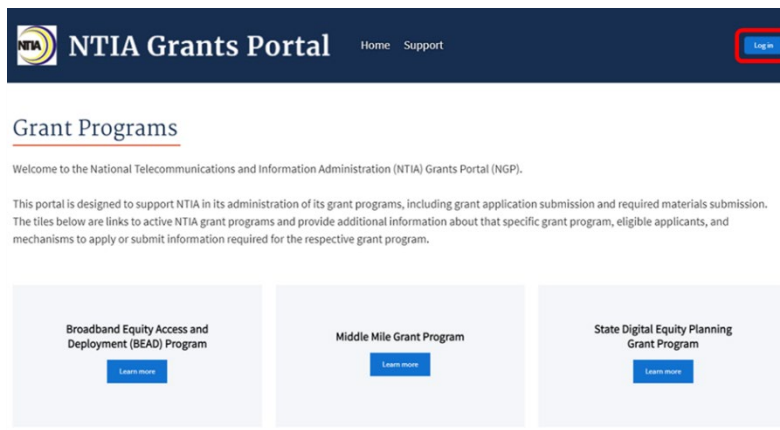 NTIA
NTIA Grants Portal
Home Support
Log in
Grant Programs
Welcome to the National Telecommunications and Information Administration (NTIA) Grants Portal (NGP).
This portal is designed to support NTIA in its administration of its grant programs, including grant application submission and required materials submission.
The tiles below are links to active NTIA grant programs and provide additional information about that specific grant program, eligible applicants, and
mechanisms to apply or submit information required for the respective grant program.
Broadband Equity Access and
Deployment (BEAD) Program
Learn more
Middle Mile Grant Program
Learn more
State Digital Equity Planning
Grant Program
Learn more